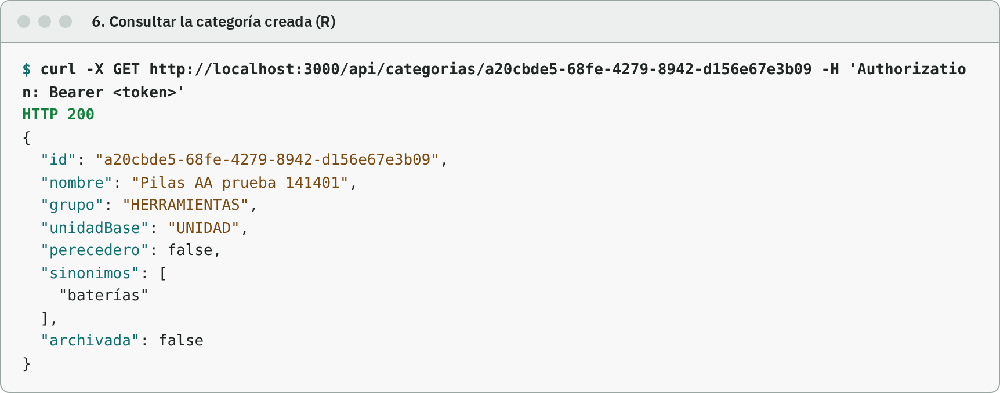 6. Consultar la categoría creada (R)
$ curl -X GET http://localhost:3000/api/categorias/a20cbde5-68fe-4279-8942-d156e67e3b09 -H 'Authorizatio
n: Bearer <token>'
HTTP 200
{
  "id": "a20cbde5-68fe-4279-8942-d156e67e3b09",
  "nombre": "Pilas AA prueba 141401",
  "grupo": "HERRAMIENTAS",
  "unidadBase": "UNIDAD",
  "perecedero": false,
  "sinonimos": [
    "baterías"
  ],
  "archivada": false
}